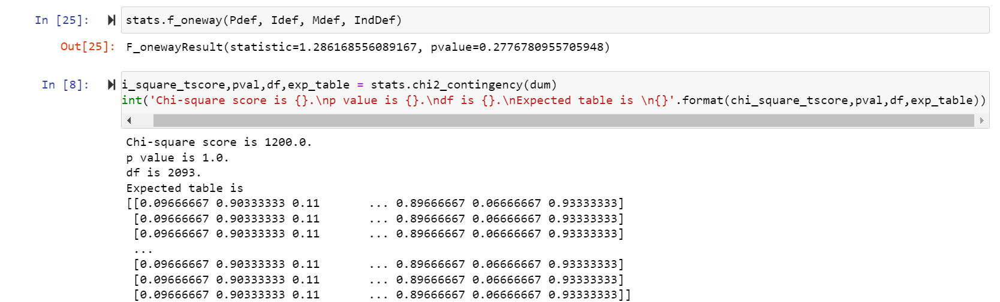 In [25]: stats.f_oneway(Pdef, Idef, Mdef, IndDef)
Out[25]: F_onewayResult(statistic=1.286168556089167, pvalue=0.2776780955705948)
In [8]: i_square_tscore,pval,df,exp_table = stats.chi2_contingency(dum)
int('Chi-square score is {}.\np value is {}.\ndf is {}.\nExpected table is \n{}'.format(chi_square_tscore,pval,df,exp_table))
Chi-square score is 1200.0.
p value is 1.0.
df is 2093.
Expected table is
[[0.09666667 0.90333333 0.11       ... 0.89666667 0.06666667 0.93333333]
 [0.09666667 0.90333333 0.11       ... 0.89666667 0.06666667 0.93333333]
 [0.09666667 0.90333333 0.11       ... 0.89666667 0.06666667 0.93333333]
 ...
 [0.09666667 0.90333333 0.11       ... 0.89666667 0.06666667 0.93333333]
 [0.09666667 0.90333333 0.11       ... 0.89666667 0.06666667 0.93333333]
 [0.09666667 0.90333333 0.11       ... 0.89666667 0.06666667 0.93333333]]